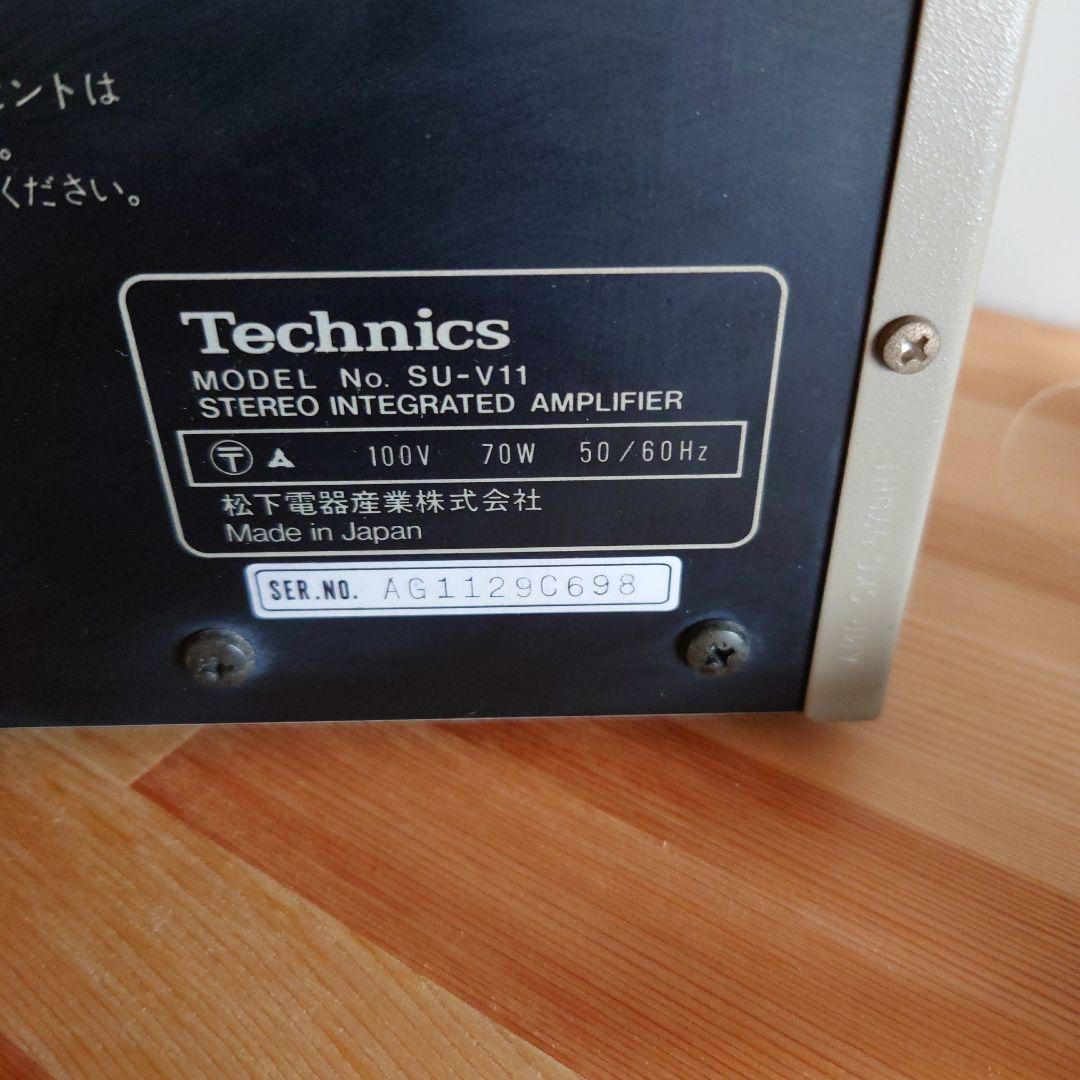 ントは
。
ください。
Technics
MODEL No. SU-V11
STEREO INTEGRATED AMPLIFIER
〒 A 100V 70W 50/60Hz
松下電器産業株式会社
Made in Japan
SER.NO. AG1129C698